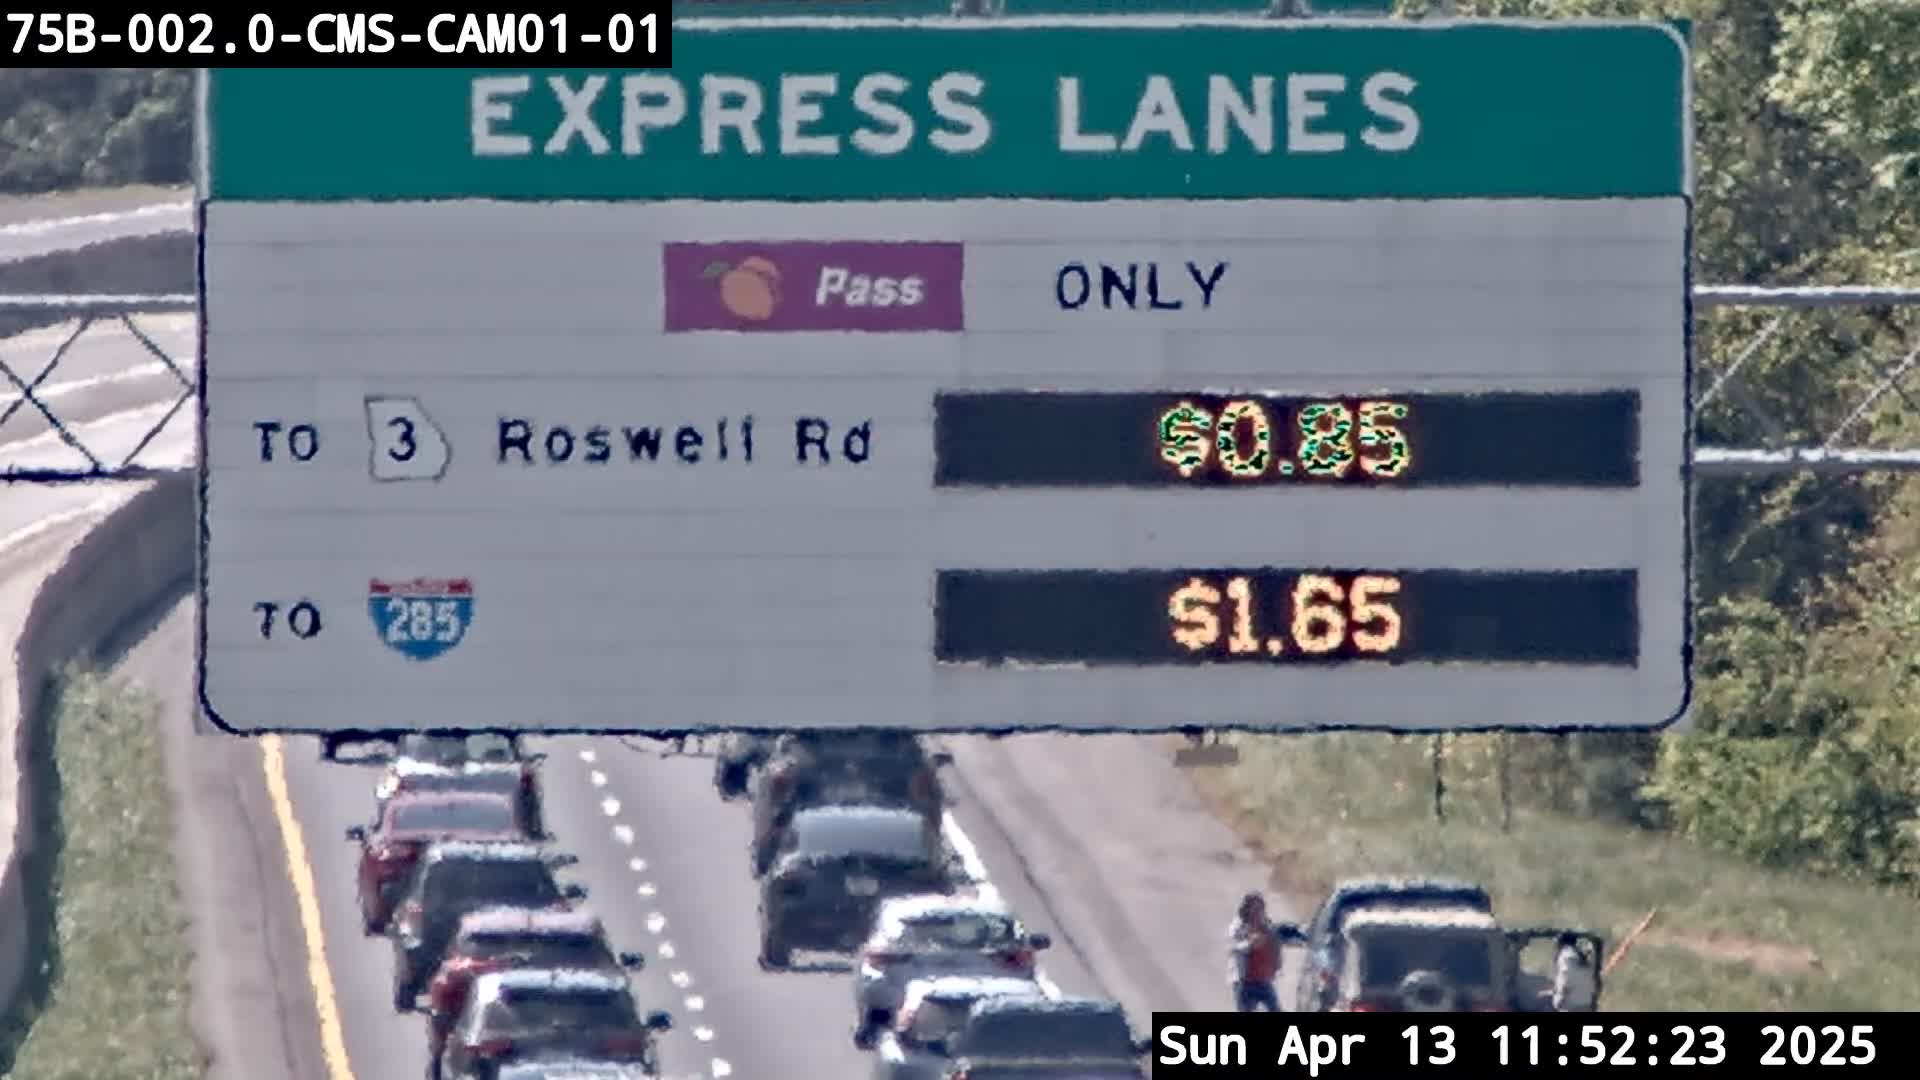 75B-002.0-CMS-CAM01-01
EXPRESS LANES
Pass ONLY
TO 3 Roswell Rd $0.85
TO 285 $1.65
Sun Apr 13 11:52:23 2025